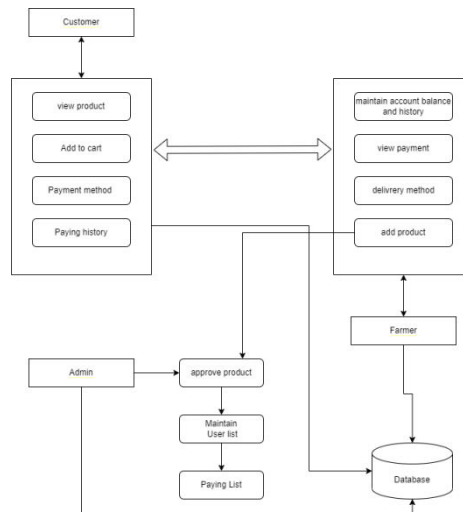 Customer
view product
Add to cart
Payment method
Paying history
maintain account balance
and history
view payment
delivrery method
add product
Farmer
Admin
approve product
Maintain
User list
Paying List
Database